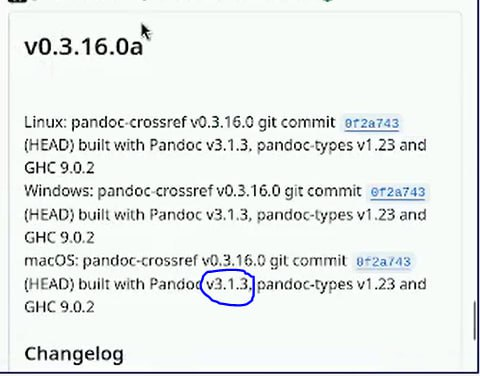 v0.3.16.0a
Linux: pandoc-crossref v0.3.16.0 git commit 0f2a743
(HEAD) built with Pandoc v3.1.3, pandoc-types v1.23 and
GHC 9.0.2
Windows: pandoc-crossref v0.3.16.0 git commit 0f2a743
(HEAD) built with Pandoc v3.1.3, pandoc-types v1.23 and
GHC 9.0.2
macOS: pandoc-crossref v0.3.16.0 git commit 0f2a743
(HEAD) built with Pandoc v3.1.3, pandoc-types v1.23 and
GHC 9.0.2
Changelog